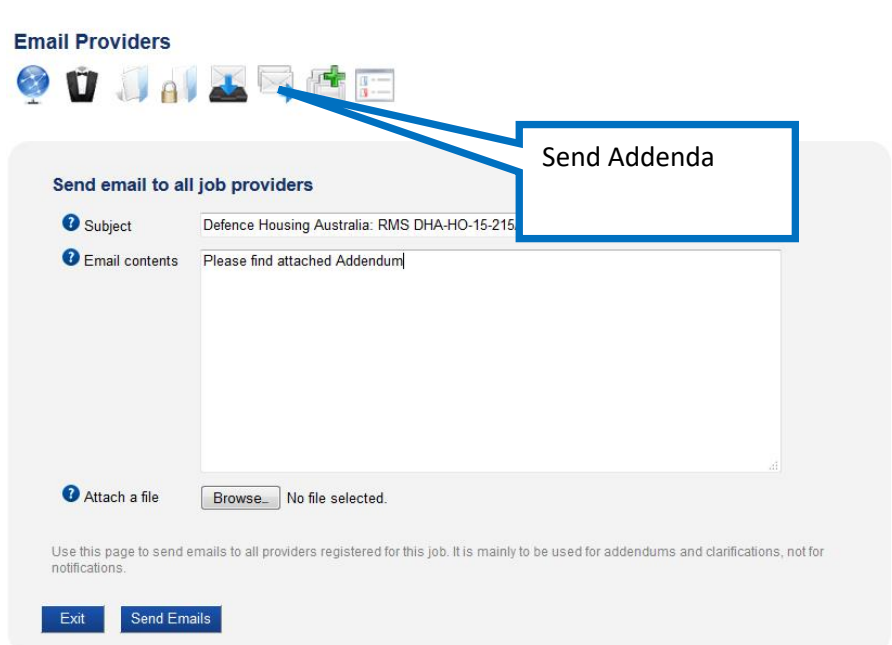 Email Providers
Send Addenda
Send email to all job providers
Subject
Defence Housing Australia: RMS DHA-HO-15-215
Email contents
Please find attached Addendum
Attach a file
Browse...
No file selected.
Use this page to send emails to all providers registered for this job. It is mainly to be used for addendums and clarifications, not for
notifications.
Exit
Send Emails